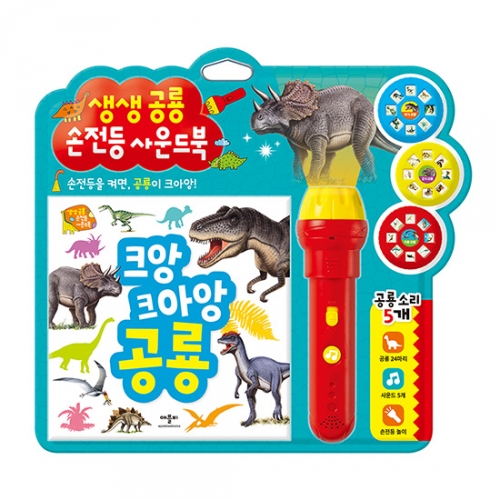 생생 공룡
손전등 사운드북
손전등을 켜면, 공룡이 크아앙!
크앙
크아앙
공룡
애플비
공룡 소리
5개
공룡 24마리
사운드 5개
손전등 놀이